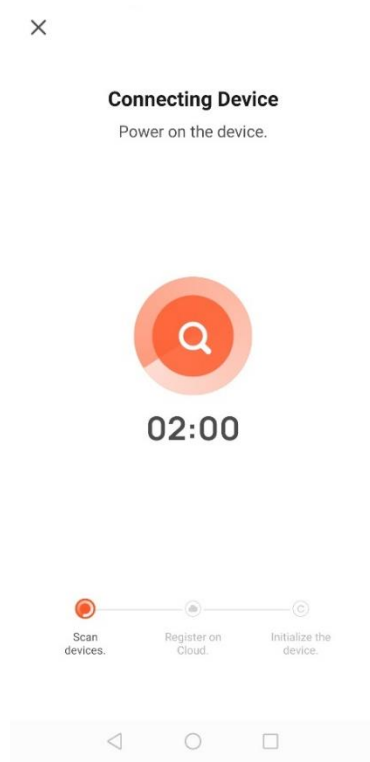 Connecting Device
Power on the device.
02:00
Scan
devices.
Register on
Cloud.
Initialize the
device.